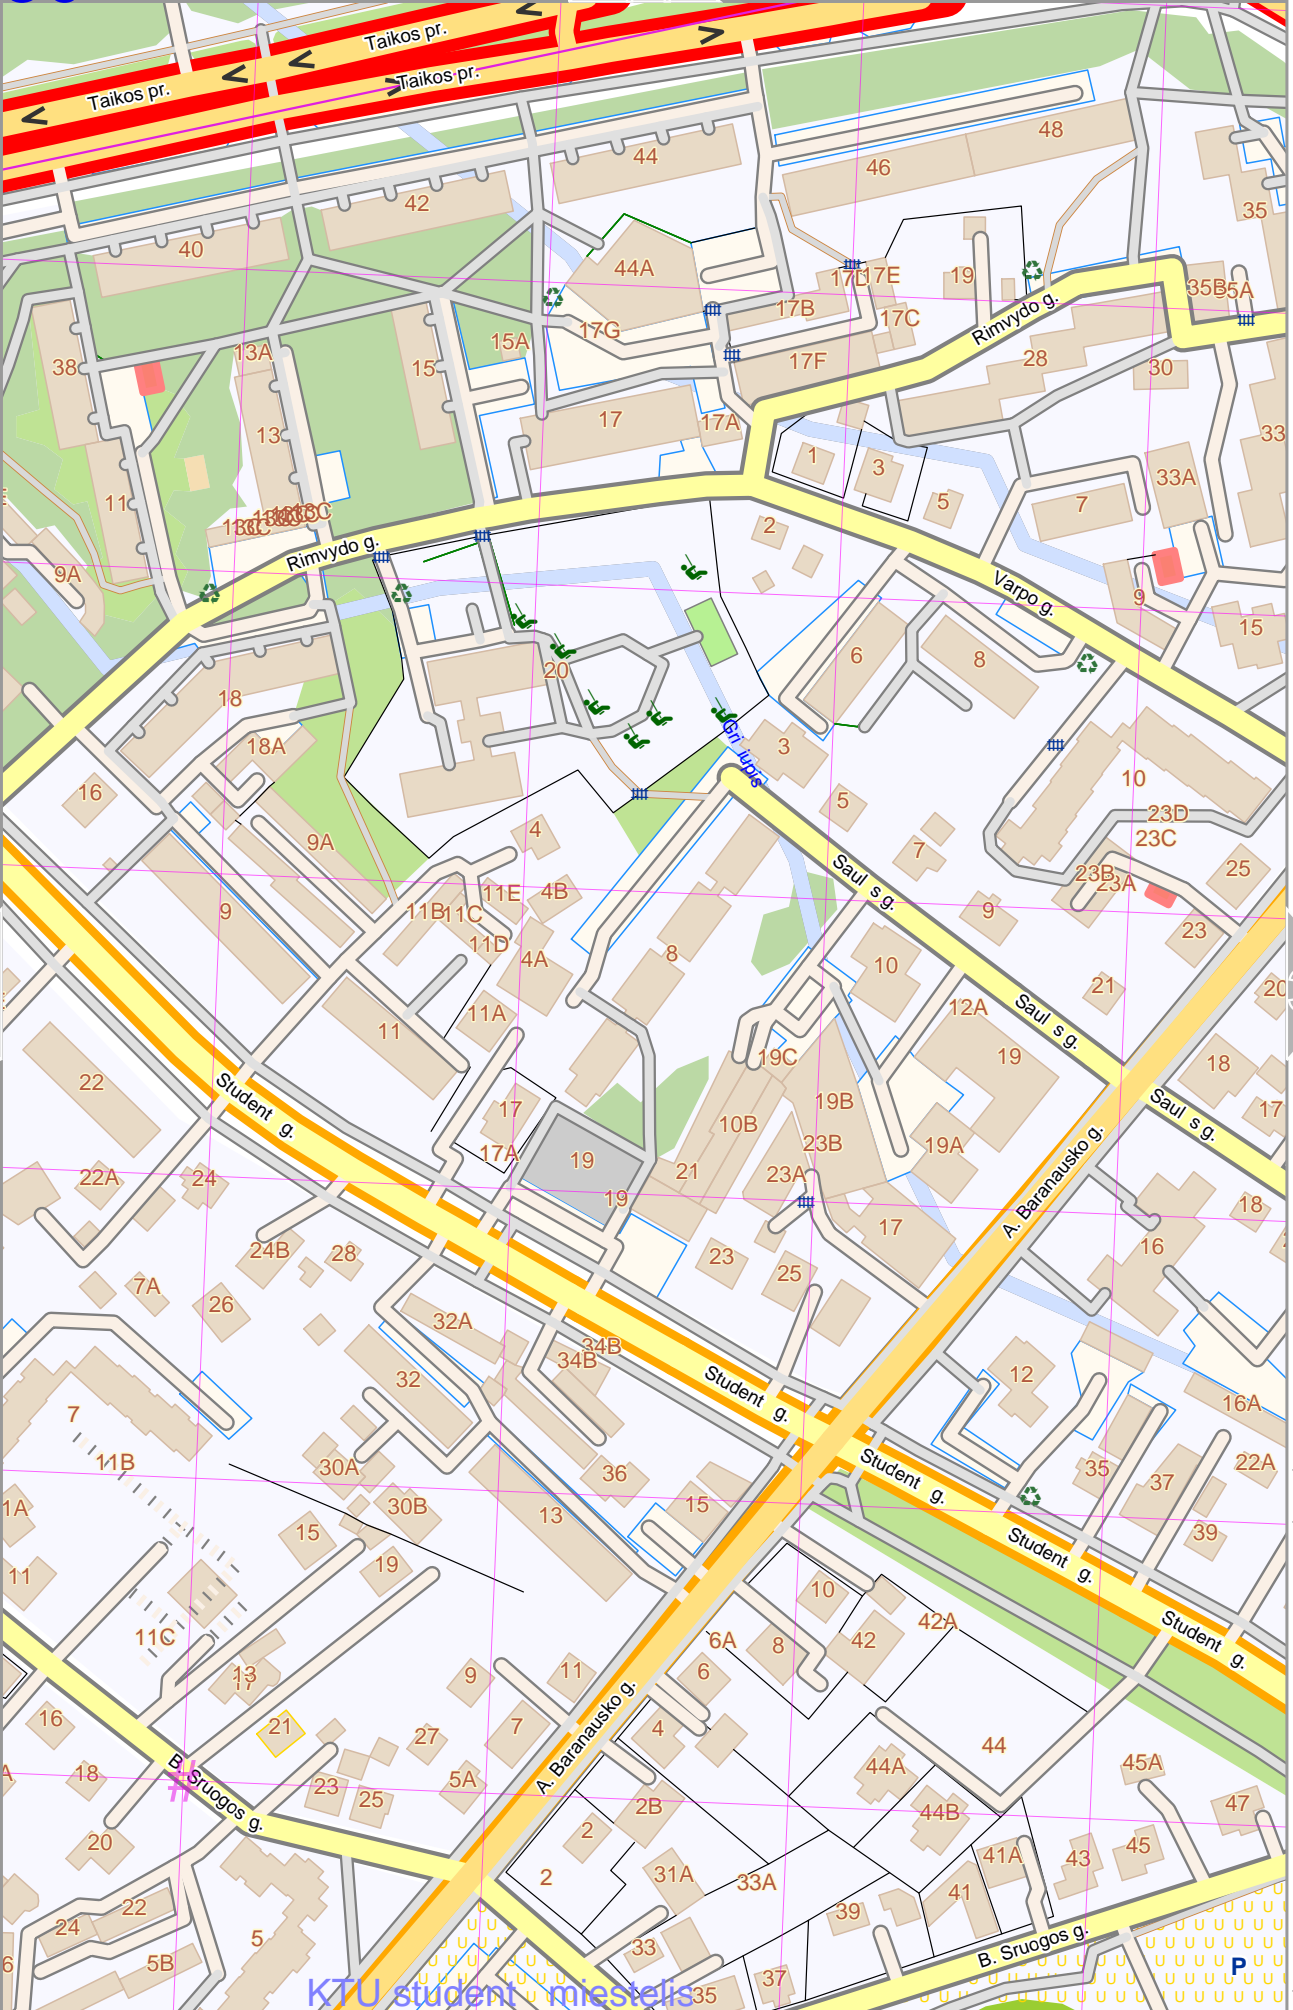 Taikos pr.
Taikos pr.
Taikos pr.
48
44
46
42
35
40
44A
17D
17E
19
35B
35A
17B
17C
Rimvydo g.
17G
15A
13A
38
15
17F
28
30
17
17A
13
33
1
3
33A
11
5
7
13C
13C
2
Rimvydo g.
9A
Varpo g.
9
15
20
6
8
18
18A
Gri iupis
3
16
10
5
4
23D
9A
23C
7
Saul s g.
25
23B
23A
11E
4B
9
11B
11C
9
23
11D
8
4A
10
21
20
12A
11A
Saul s g.
11
19C
19
18
22
Student g.
17
19B
Saul s g.
17
10B
23B
19A
17A
19
21
23A
A. Baranausko g.
22A
24
19
18
17
24B
28
23
16
25
7A
26
32A
34B
34B
32
Student g.
12
16A
7
11B
30A
36
Student g.
35
37
22A
30B
15
13
1A
15
39
Student g.
19
11
10
42A
Student g.
11C
6A
8
42
13
17
9
11
6
16
21
7
4
27
A. Baranausko g.
44
B. Sruogos g.
18
23
25
5A
44A
45A
2B
44B
47
20
2
45
43
41A
2
31A
33A
41
22
24
39
5
33
B. Sruogos g.
5B
6
P
37
35
KTU student miestelis